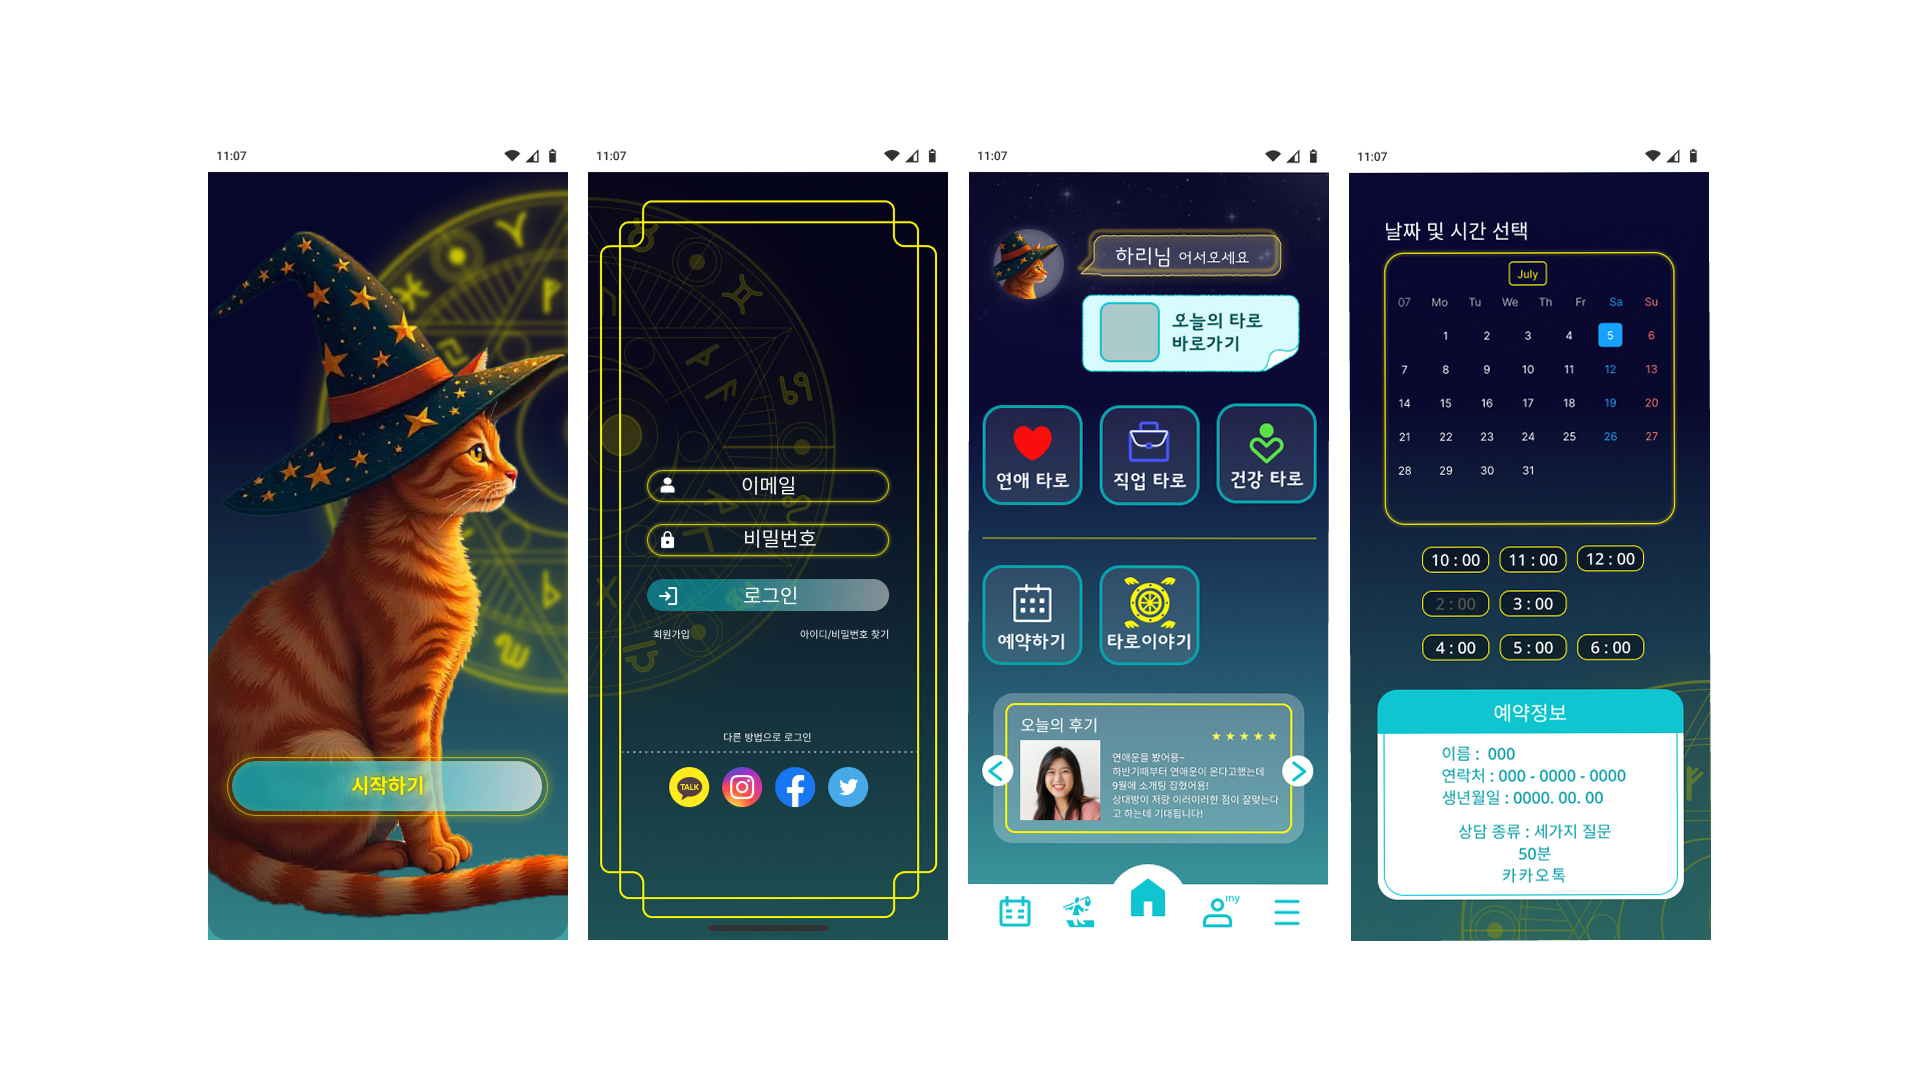 11:07
시작하기
11:07
이메일
비밀번호
로그인
회원가입
아이디/비밀번호 찾기
다른 방법으로 로그인
TALK
11:07
하리님 어서오세요
오늘의 타로
바로가기
연애 타로
직업 타로
건강 타로
예약하기
타로이야기
오늘의 후기
연애운을 봤어용~
하반기때부터 연애운이 온다고했는데
9월에 소개팅 잡혔어용!
상대방이 저랑 이러이러한 점이 잘맞는다
고 하는데 기대됩니다!
my
11:07
날짜 및 시간 선택
July
07 Mo Tu We Th Fr Sa Su
1 2 3 4 5 6
7 8 9 10 11 12 13
14 15 16 17 18 19 20
21 22 23 24 25 26 27
28 29 30 31
10 : 00 11 : 00 12 : 00
2 : 00 3 : 00
4 : 00 5 : 00 6 : 00
예약정보
이름 : 000
연락처 : 000 - 0000 - 0000
생년월일 : 0000. 00. 00
상담 종류 : 세가지 질문
50분
카카오톡